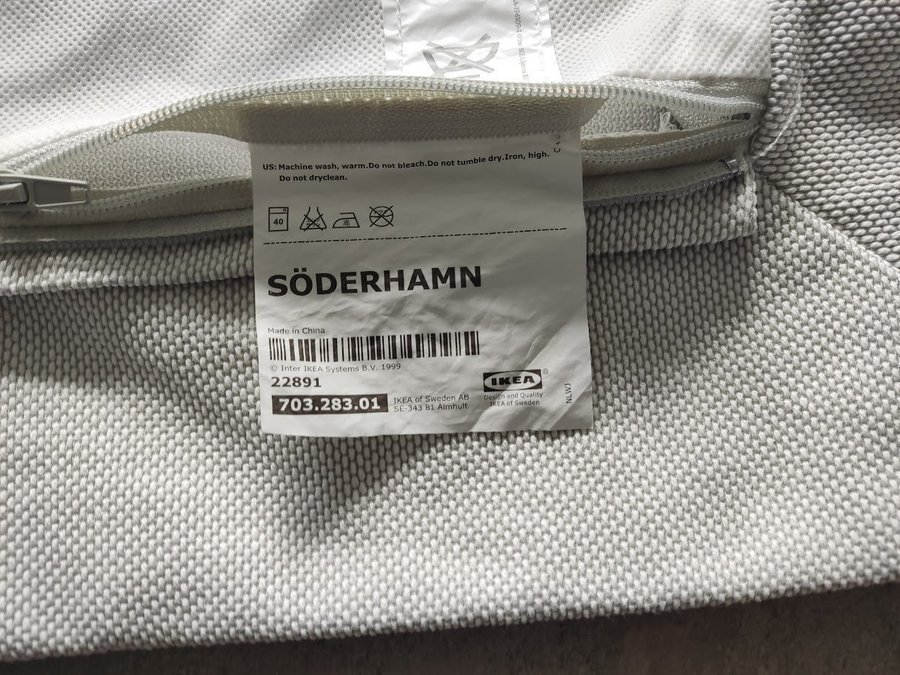 US: Machine wash, warm.Do not bleach.Do not tumble dry.Iron, high.
Do not dryclean.
40
SÖDERHAMN
Made in China
© Inter IKEA Systems B.V. 1999
22891
703.283.01
IKEA of Sweden AB
SE-343 81 Älmhult
IKEA®
Design and Quality
IKEA of Sweden
NLW3